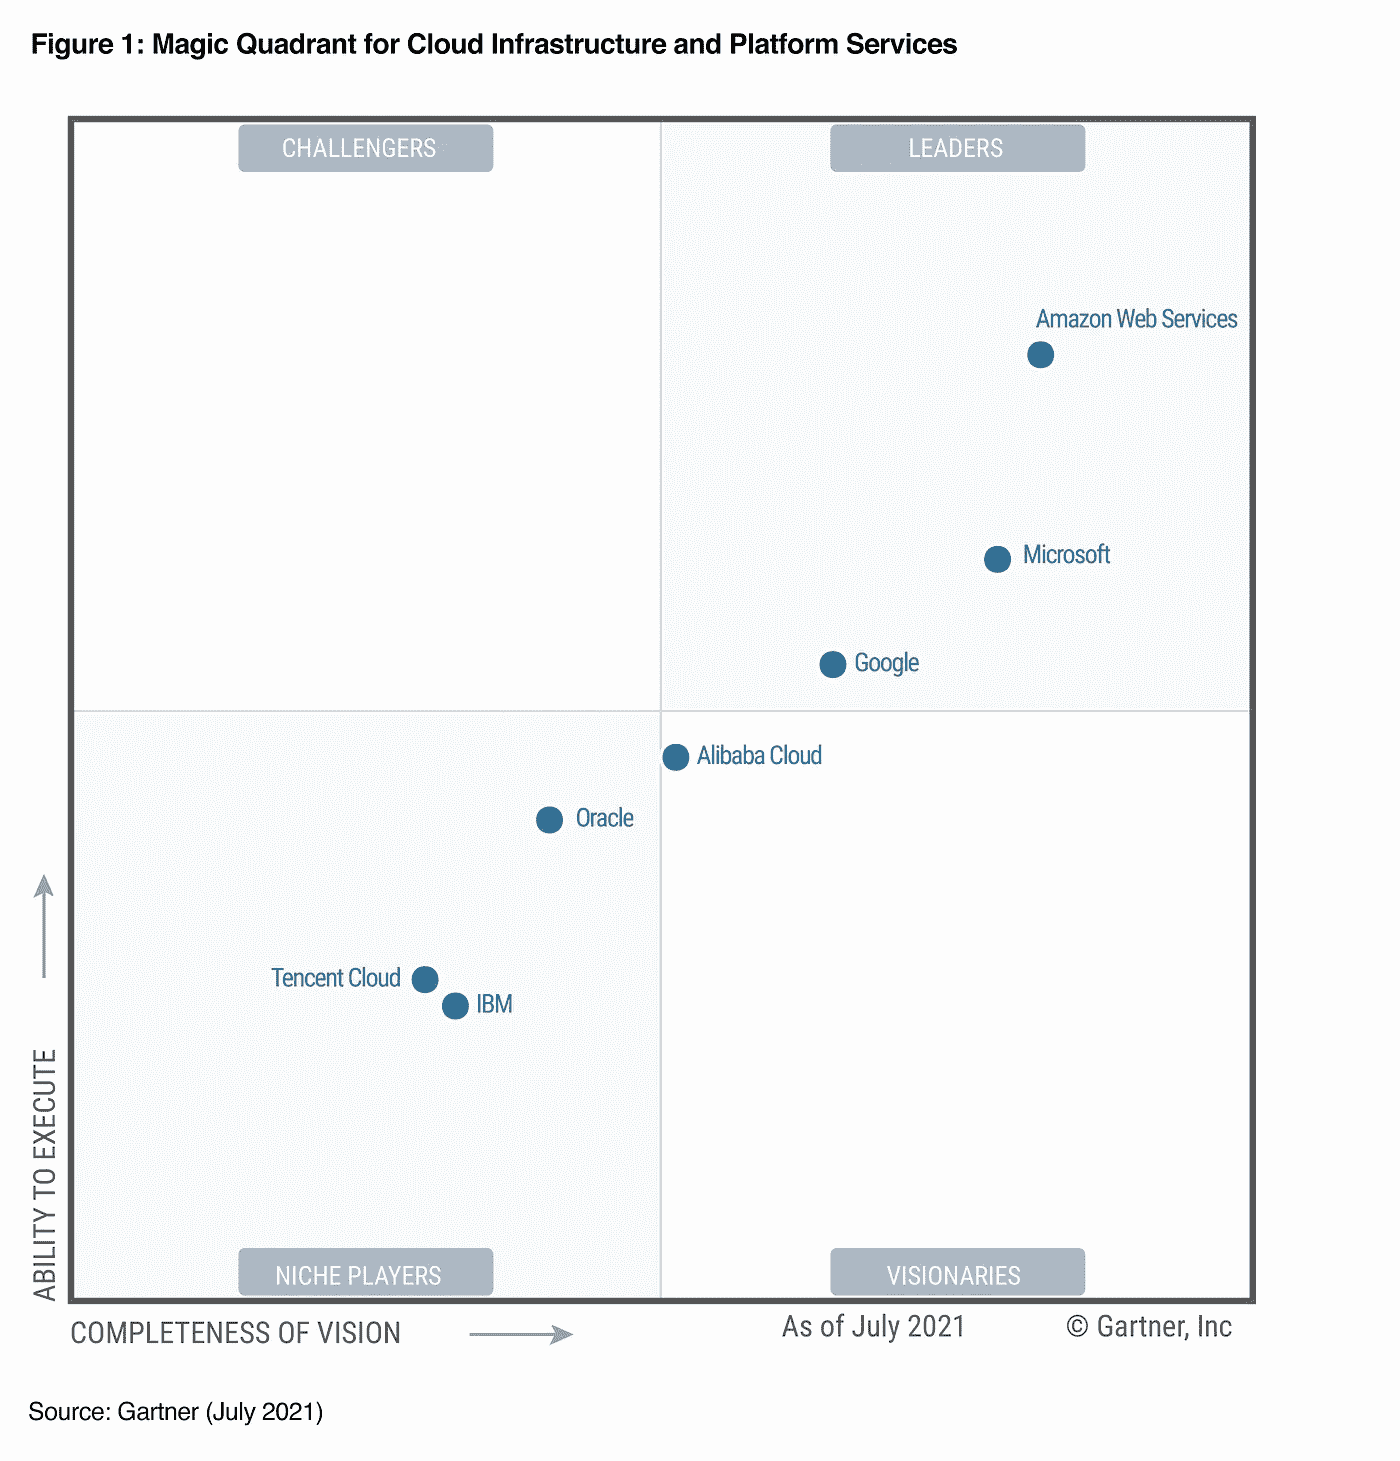 Figure 1: Magic Quadrant for Cloud Infrastructure and Platform Services
CHALLENGERS
LEADERS
Amazon Web Services
Microsoft
Google
Alibaba Cloud
Oracle
Tencent Cloud
IBM
ABILITY TO EXECUTE
NICHE PLAYERS
VISIONARIES
COMPLETENESS OF VISION
As of July 2021
© Gartner, Inc
Source: Gartner (July 2021)